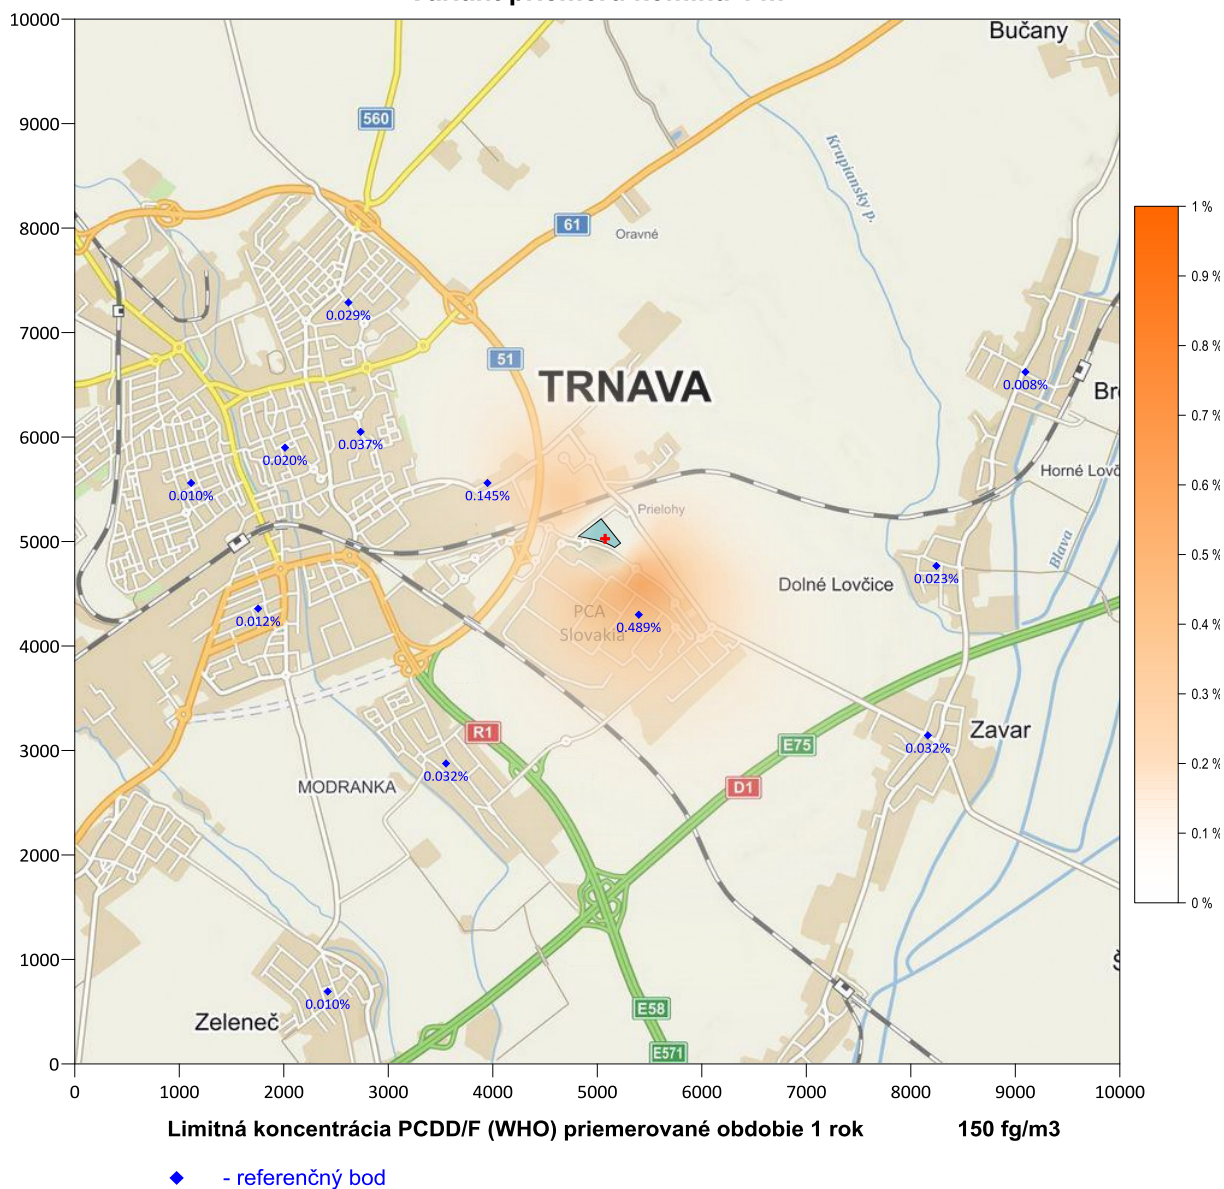 10000
9000
8000
7000
6000
5000
4000
3000
2000
1000
0
0 1000 2000 3000 4000 5000 6000 7000 8000 9000 10000
Bučany
560
Krupiansky p.
61
Oravné
0.029%
51
TRNAVA
0.008%
0.037%
0.020%
0.010%
0.145%
Prielohy
Blava
0.023%
Dolné Lovčice
0.012%
PCA
Slovakia
0.489%
R1
E75
Zavar
0.032%
0.032%
MODRANKA
D1
0.010%
Zeleneč
E58
E571
1 %
0.9 %
0.8 %
0.7 %
0.6 %
0.5 %
0.4 %
0.3 %
0.2 %
0.1 %
0 %
Limitná koncentrácia PCDD/F (WHO) priemerované obdobie 1 rok 150 fg/m3
- referenčný bod